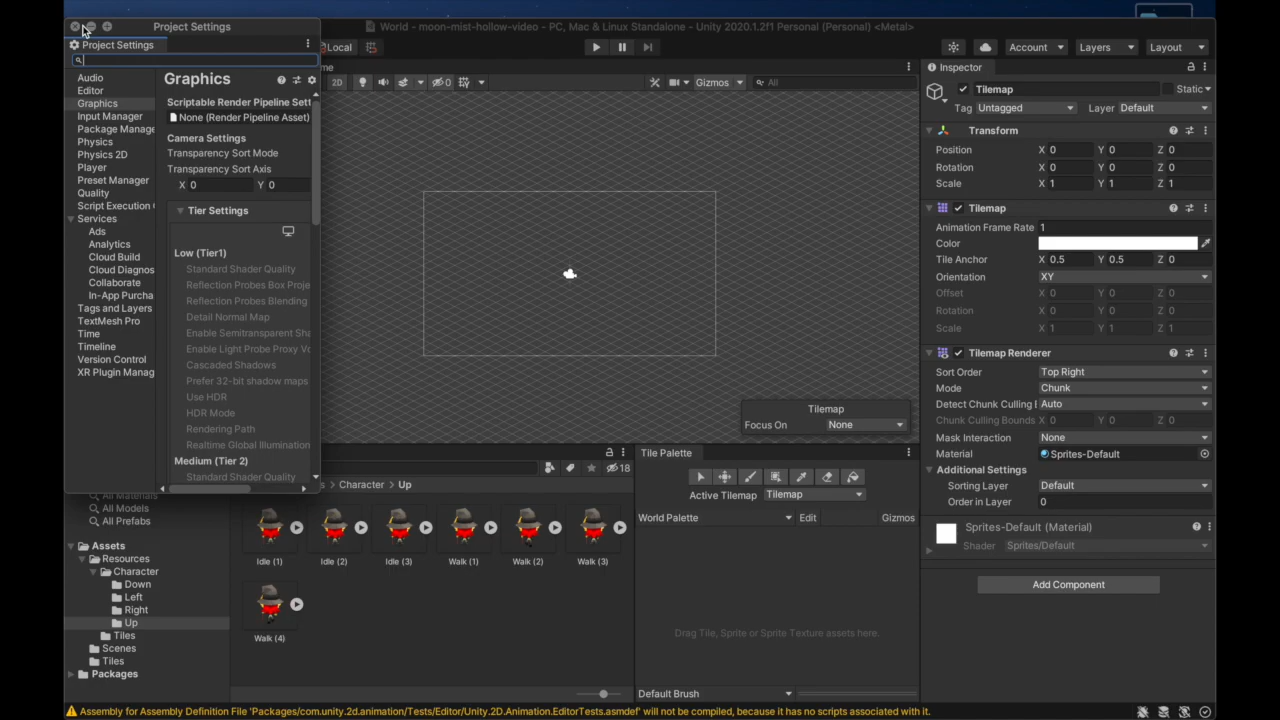 Project Settings
World - moon-mist-hollow-video - PC, Mac & Linux Standalone - Unity 2020.1.2f1 Personal (Personal) <Metal>
Project Settings
Local
Account
Layers
Layout
Audio
Editor
Graphics
Input Manager
Package Manage
Physics
Physics 2D
Player
Preset Manager
Quality
Script Execution
Services
Ads
Analytics
Cloud Build
Cloud Diagnos
Collaborate
In-App Purcha
Tags and Layers
TextMesh Pro
Time
Timeline
Version Control
XR Plugin Manag
Graphics
Scriptable Render Pipeline Sett
None (Render Pipeline Asset)
Camera Settings
Transparency Sort Mode
Transparency Sort Axis
X 0 Y 0
Tier Settings
Low (Tier1)
Standard Shader Quality
Reflection Probes Box Proje
Reflection Probes Blending
Detail Normal Map
Enable Semitransparent Sha
Enable Light Probe Proxy Vo
Cascaded Shadows
Prefer 32-bit shadow maps
Use HDR
HDR Mode
Rendering Path
Realtime Global Illumination
Medium (Tier 2)
Standard Shader Quality
me
2D
0
Gizmos
All
Tilemap
Focus On None
All Materials
All Models
All Prefabs
Assets
Resources
Character
Down
Left
Right
Up
Tiles
Scenes
Tiles
Packages
18
s > Character > Up
Idle (1)
Idle (2)
Idle (3)
Walk (1)
Walk (2)
Walk (3)
Walk (4)
Tile Palette
Active Tilemap Tilemap
World Palette Edit Gizmos
Drag Tile, Sprite or Sprite Texture assets here.
Default Brush
Inspector
Tilemap Static
Tag Untagged Layer Default
Transform
Position X 0 Y 0 Z 0
Rotation X 0 Y 0 Z 0
Scale X 1 Y 1 Z 1
Tilemap
Animation Frame Rate 1
Color
Tile Anchor X 0.5 Y 0.5 Z 0
Orientation XY
Offset X 0 Y 0 Z 0
Rotation X 0 Y 0 Z 0
Scale X 1 Y 1 Z 1
Tilemap Renderer
Sort Order Top Right
Mode Chunk
Detect Chunk Culling Auto
Chunk Culling Bounds X 0 Y 0 Z 0
Mask Interaction None
Material Sprites-Default
Additional Settings
Sorting Layer Default
Order in Layer 0
Sprites-Default (Material)
Shader Sprites/Default
Add Component
Assembly for Assembly Definition File 'Packages/com.unity.2d.animation/Tests/Editor/Unity.2D.Animation.EditorTests.asmdef' will not be compiled, because it has no scripts associated with it.